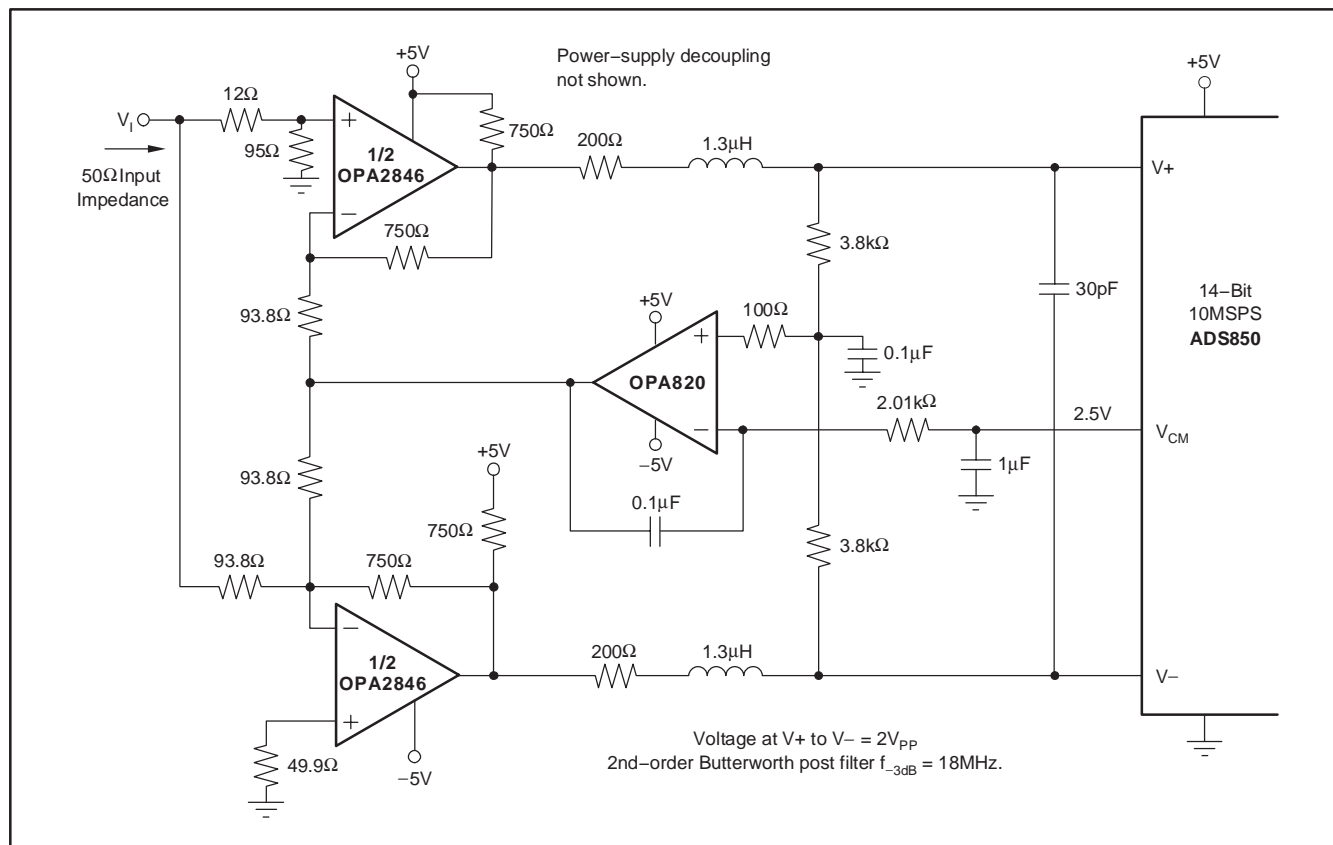 +5V
Power−supply decoupling
not shown.
+5V
12Ω
V_I
95Ω
50Ω Input
Impedance
+
1/2
OPA2846
−
750Ω
200Ω
1.3μH
V+
750Ω
3.8kΩ
93.8Ω
+5V
100Ω
30pF
14−Bit
10MSPS
ADS850
+
OPA820
0.1μF
2.01kΩ
2.5V
V_CM
−
−5V
1μF
93.8Ω
+5V
0.1μF
750Ω
3.8kΩ
93.8Ω
750Ω
−
1/2
OPA2846
+
200Ω
1.3μH
V−
49.9Ω
−5V
Voltage at V+ to V− = 2V_PP
2nd−order Butterworth post filter f_−3dB = 18MHz.